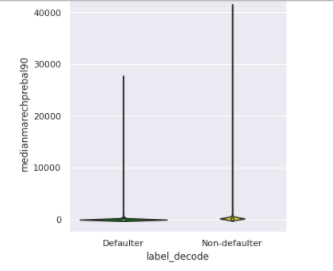 40000
30000
20000
10000
0
medianmarechprebal90
Defaulter
Non-defaulter
label_decode